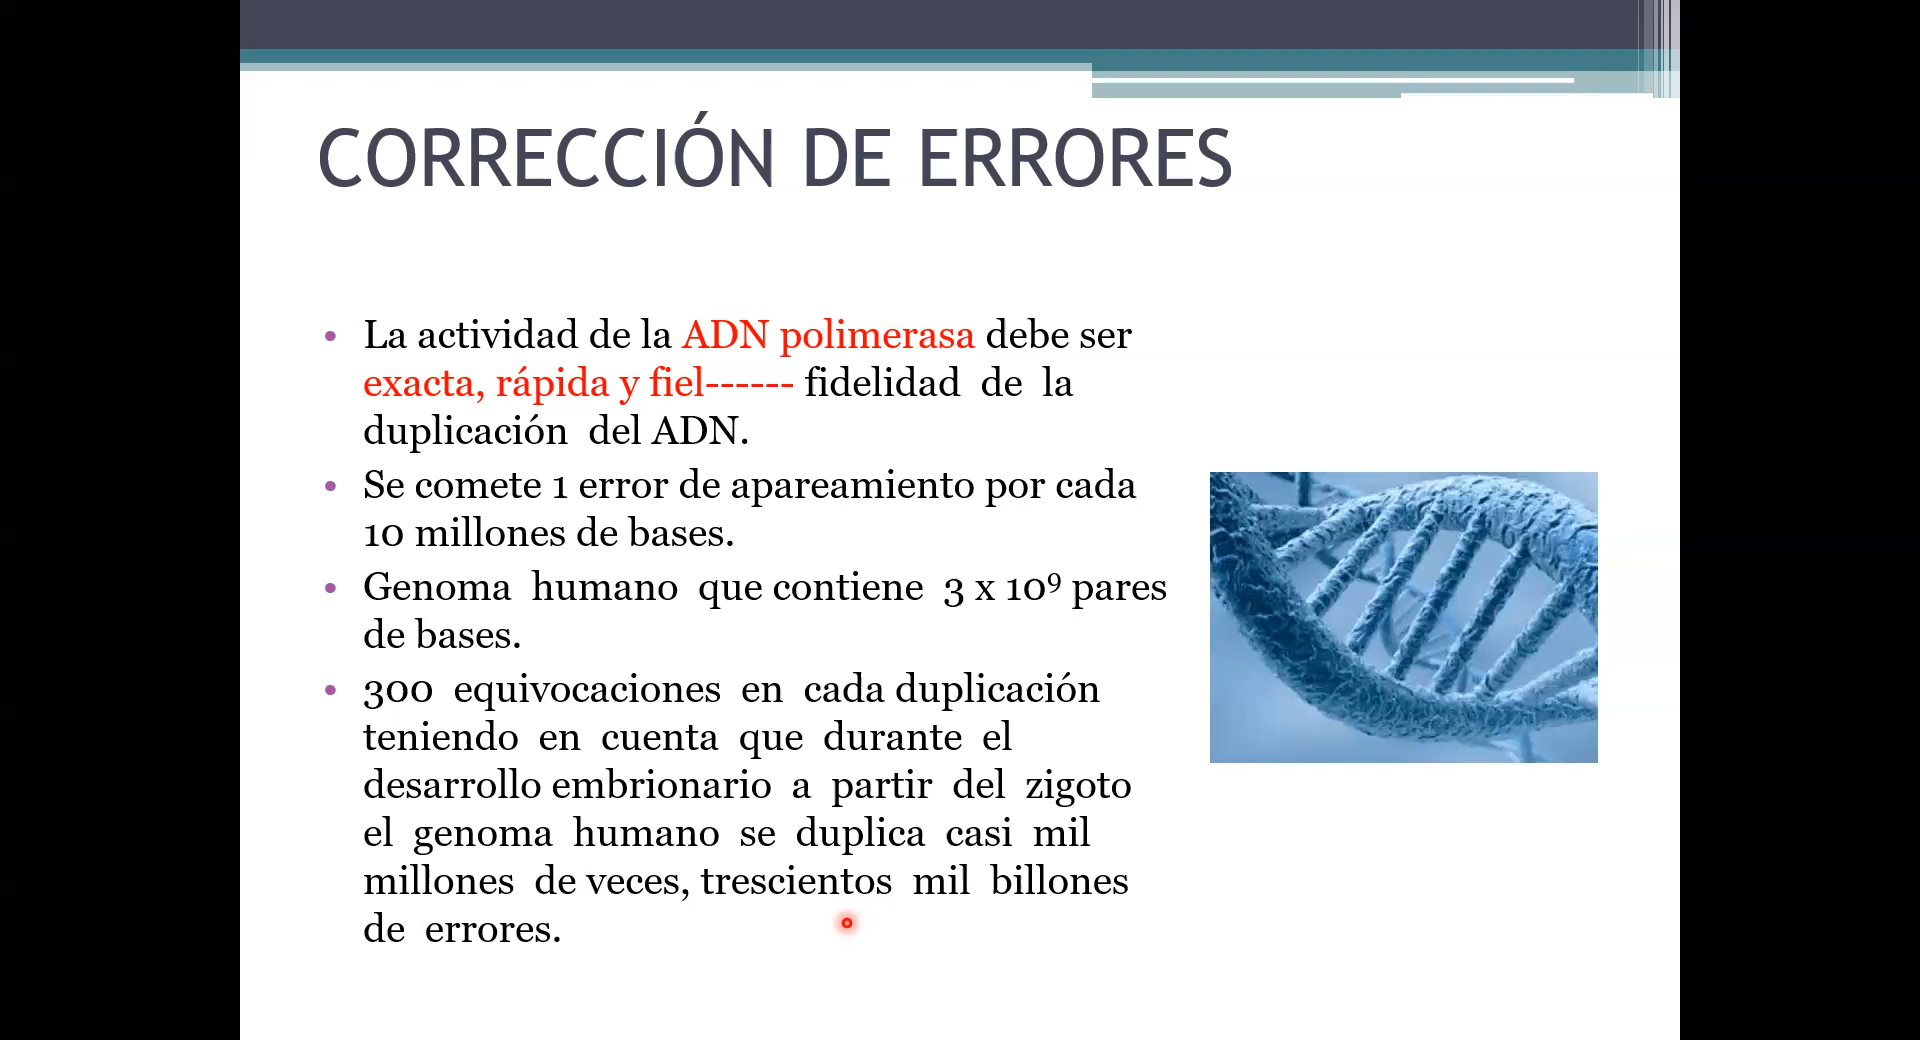 CORRECCIÓN DE ERRORES
• La actividad de la ADN polimerasa debe ser
exacta, rápida y fiel------ fidelidad de la
duplicación del ADN.
• Se comete 1 error de apareamiento por cada
10 millones de bases.
• Genoma humano que contiene 3 x 10⁹ pares
de bases.
• 300 equivocaciones en cada duplicación
teniendo en cuenta que durante el
desarrollo embrionario a partir del zigoto
el genoma humano se duplica casi mil
millones de veces, trescientos mil billones
de errores.